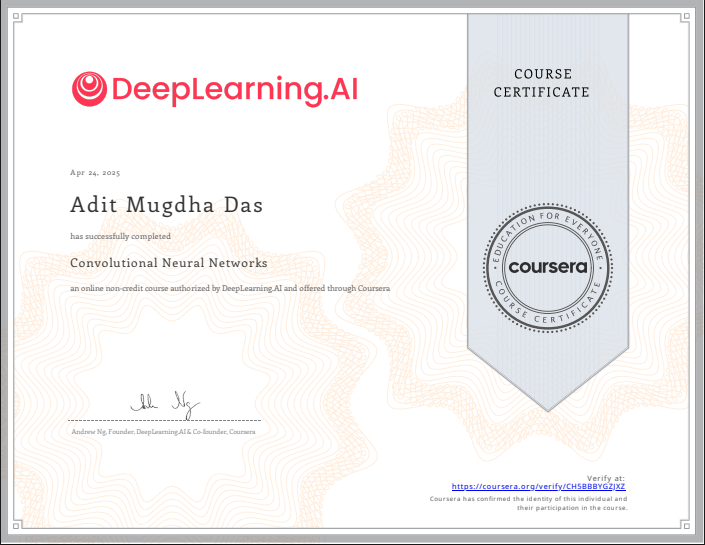 DeepLearning.AI
COURSE
CERTIFICATE
Apr 24, 2025
Adit Mugdha Das
has successfully completed
Convolutional Neural Networks
an online non-credit course authorized by DeepLearning.AI and offered through Coursera
EDUCATION FOR EVERYONE
coursera
COURSE CERTIFICATE
Andrew Ng, Founder, DeepLearning.AI & Co-founder, Coursera
Verify at:
https://coursera.org/verify/CH5BBBYGZJXZ
Coursera has confirmed the identity of this individual and
their participation in the course.